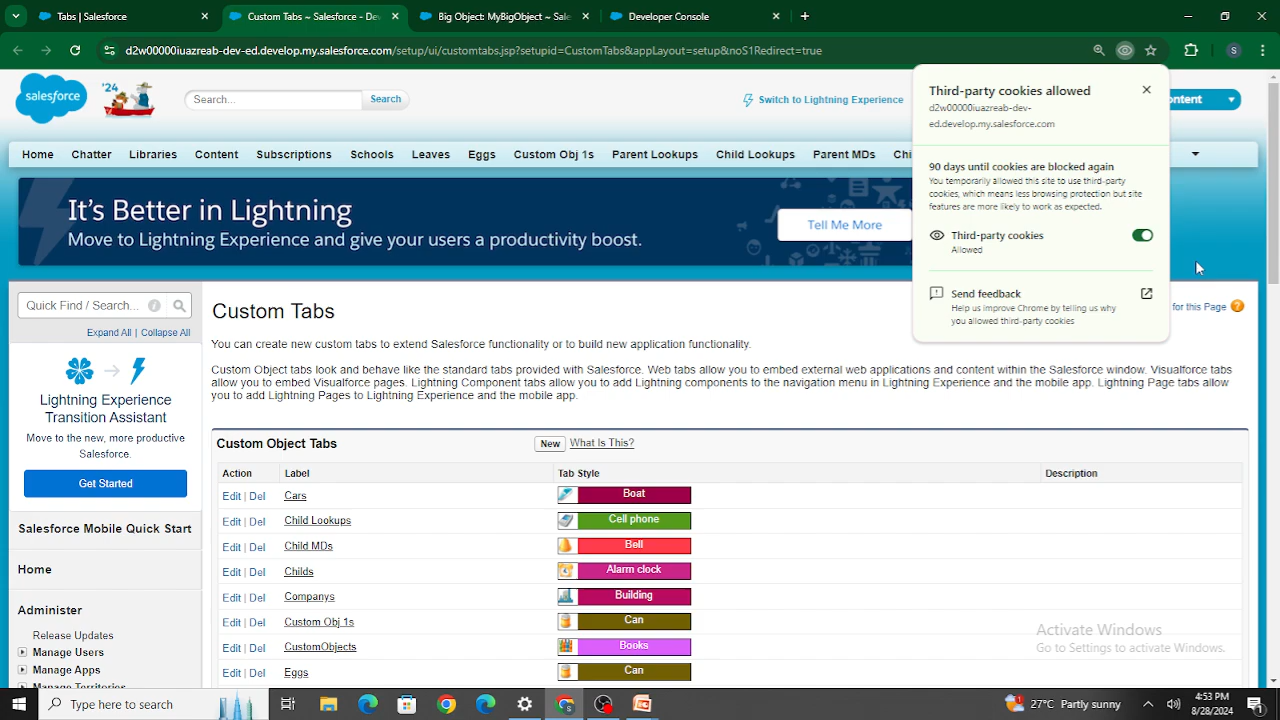 Tabs | Salesforce
Custom Tabs ~ Salesforce - De
Big Object: MyBigObject ~ Sale
Developer Console
d2w00000iuazreab-dev-ed.develop.my.salesforce.com/setup/ui/customtabs.jsp?setupid=CustomTabs&appLayout=setup&noS1Redirect=true
S
salesforce
'24
Search...
Search
Switch to Lightning Experience
ontent
Third-party cookies allowed
d2w00000iuazreab-dev-
ed.develop.my.salesforce.com
90 days until cookies are blocked again
You temporarily allowed this site to use third-party
cookies, which means less browsing protection but site
features are more likely to work as expected.
Third-party cookies
Allowed
Send feedback
Help us improve Chrome by telling us why
you allowed third-party cookies
Home Chatter Libraries Content Subscriptions Schools Leaves Eggs Custom Obj 1s Parent Lookups Child Lookups Parent MDs Chi
It's Better in Lightning
Move to Lightning Experience and give your users a productivity boost.
Tell Me More
Quick Find / Search...
Expand All | Collapse All
Lightning Experience
Transition Assistant
Move to the new, more productive
Salesforce.
Get Started
Salesforce Mobile Quick Start
Home
Administer
Release Updates
Manage Users
Manage Apps
Manage Territories
Custom Tabs
for this Page
You can create new custom tabs to extend Salesforce functionality or to build new application functionality.
Custom Object tabs look and behave like the standard tabs provided with Salesforce. Web tabs allow you to embed external web applications and content within the Salesforce window. Visualforce tabs
allow you to embed Visualforce pages. Lightning Component tabs allow you to add Lightning components to the navigation menu in Lightning Experience and the mobile app. Lightning Page tabs allow
you to add Lightning Pages to Lightning Experience and the mobile app.
Custom Object Tabs New What Is This?
Action Label Tab Style Description
Edit | Del Cars Boat
Edit | Del Child Lookups Cell phone
Edit | Del Child MDs Bell
Edit | Del Childs Alarm clock
Edit | Del Companys Building
Edit | Del Custom Obj 1s Can
Edit | Del CustomObjects Books
Edit | Del Eggs Can
Activate Windows
Go to Settings to activate Windows.
Type here to search
27°C Partly sunny
4:53 PM
8/28/2024